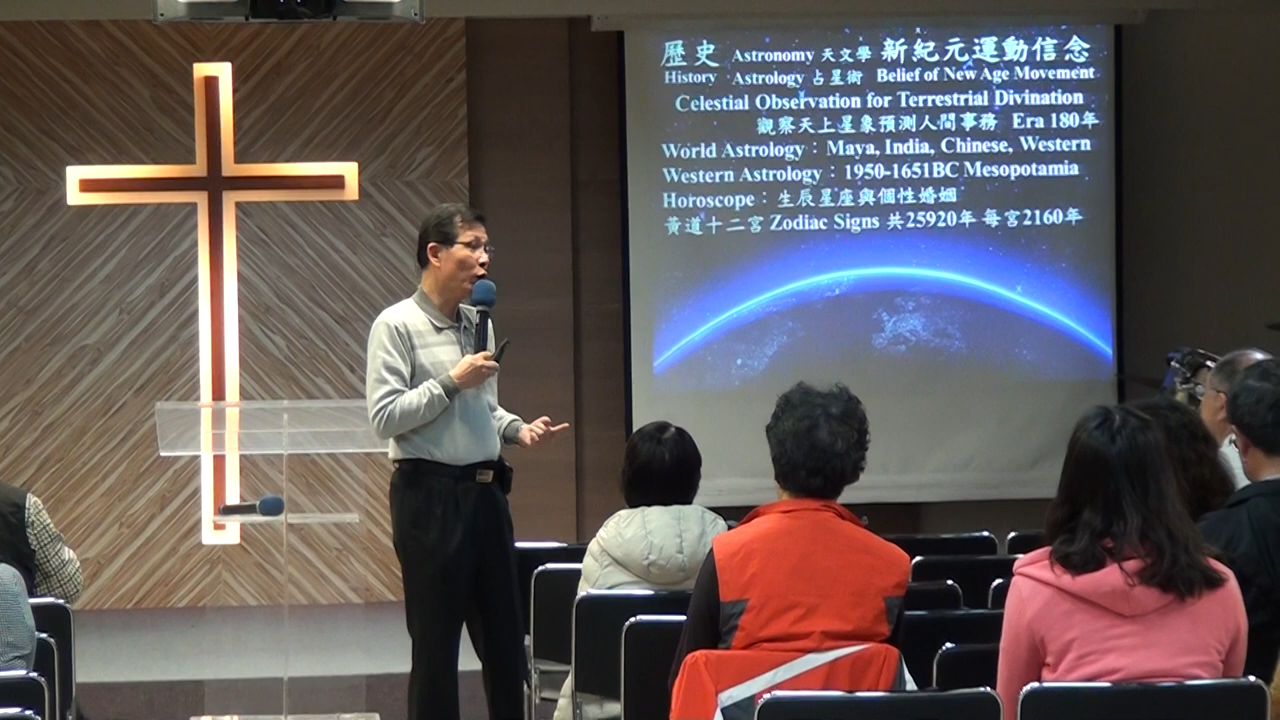 歷史 Astronomy 天文學 新紀元運動信念
History Astrology 占星術 Belief of New Age Movement
Celestial Observation for Terrestrial Divination
觀察天上星象預測人間事務 Era 180年
World Astrology：Maya, India, Chinese, Western
Western Astrology：1950-1651BC Mesopotamia
Horoscope：生辰星座與個性婚姻
黃道十二宮 Zodiac Signs 共25920年 每宮2160年